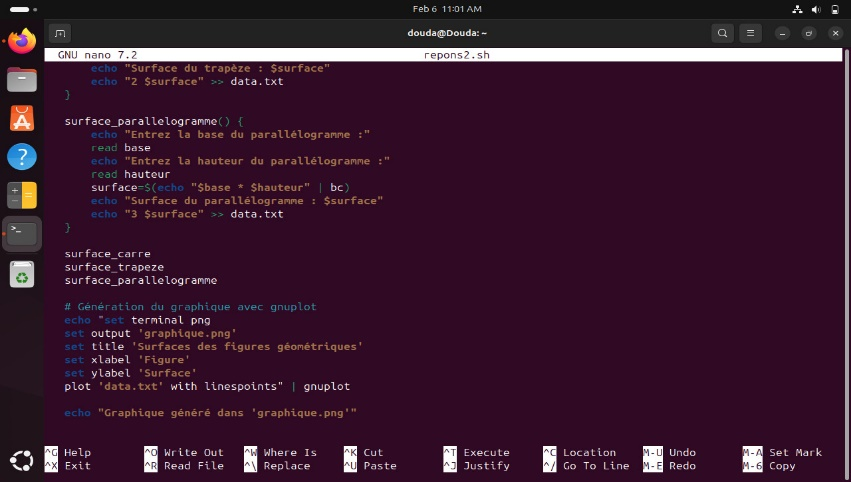 Feb 6 11:01 AM
douda@Douda: ~
GNU nano 7.2 repons2.sh
echo "Surface du trapèze : $surface"
echo "2 $surface" >> data.txt
}
surface_parallelogramme() {
echo "Entrez la base du parallélogramme :"
read base
echo "Entrez la hauteur du parallélogramme :"
read hauteur
surface=$(echo "$base * $hauteur" | bc)
echo "Surface du parallélogramme : $surface"
echo "3 $surface" >> data.txt
}
surface_carre
surface_trapeze
surface_parallelogramme
# Génération du graphique avec gnuplot
echo "set terminal png
set output 'graphique.png'
set title 'Surfaces des figures géométriques'
set xlabel 'Figure'
set ylabel 'Surface'
plot 'data.txt' with linespoints" | gnuplot
echo "Graphique généré dans 'graphique.png'"
^G Help ^O Write Out ^W Where Is ^K Cut ^T Execute ^C Location M-U Undo M-A Set Mark
^X Exit ^R Read File ^\ Replace ^U Paste ^J Justify ^/ Go To Line M-E Redo M-6 Copy